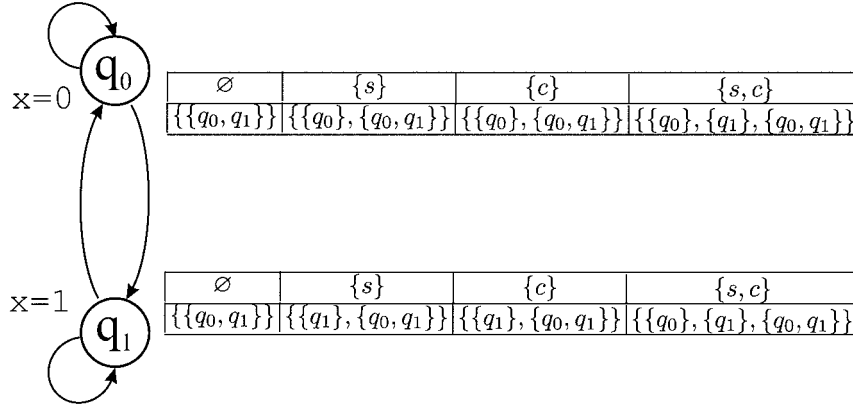 q₀
x=0
∅ {s} {c} {s, c}
{{q₀, q₁}} {{q₀}, {q₀, q₁}} {{q₀}, {q₀, q₁}} {{q₀}, {q₁}, {q₀, q₁}}
∅ {s} {c} {s, c}
x=1
{{q₀, q₁}} {{q₁}, {q₀, q₁}} {{q₁}, {q₀, q₁}} {{q₀}, {q₁}, {q₀, q₁}}
q₁